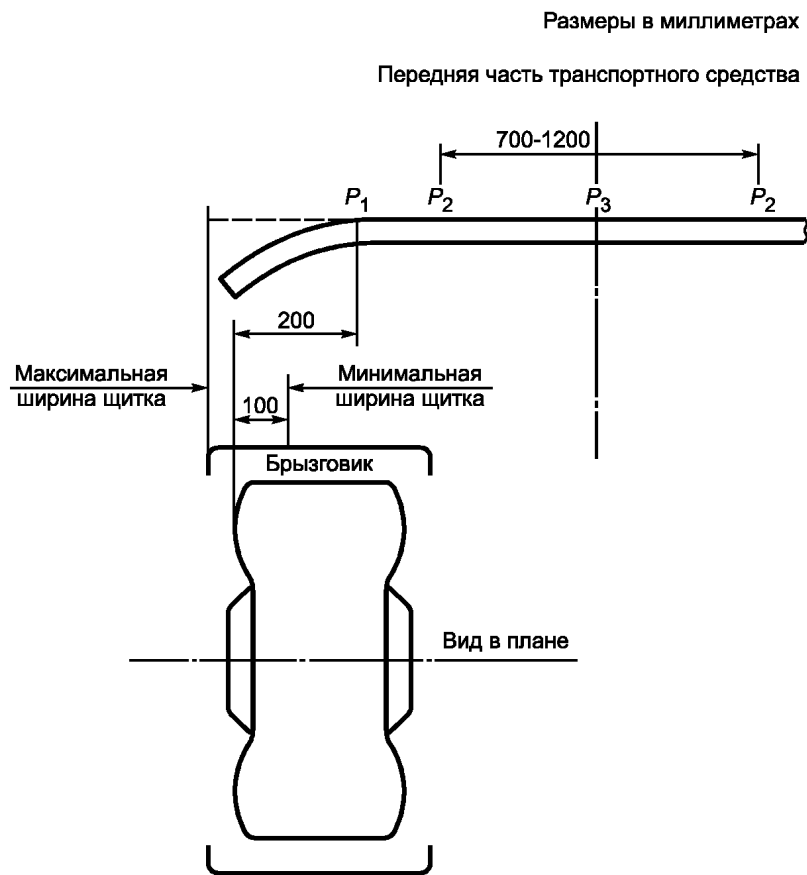 Размеры в миллиметрах
Передняя часть транспортного средства
700-1200
P1 P2 P3 P2
200
Максимальная
ширина щитка
Минимальная
ширина щитка
100
Брызговик
Вид в плане